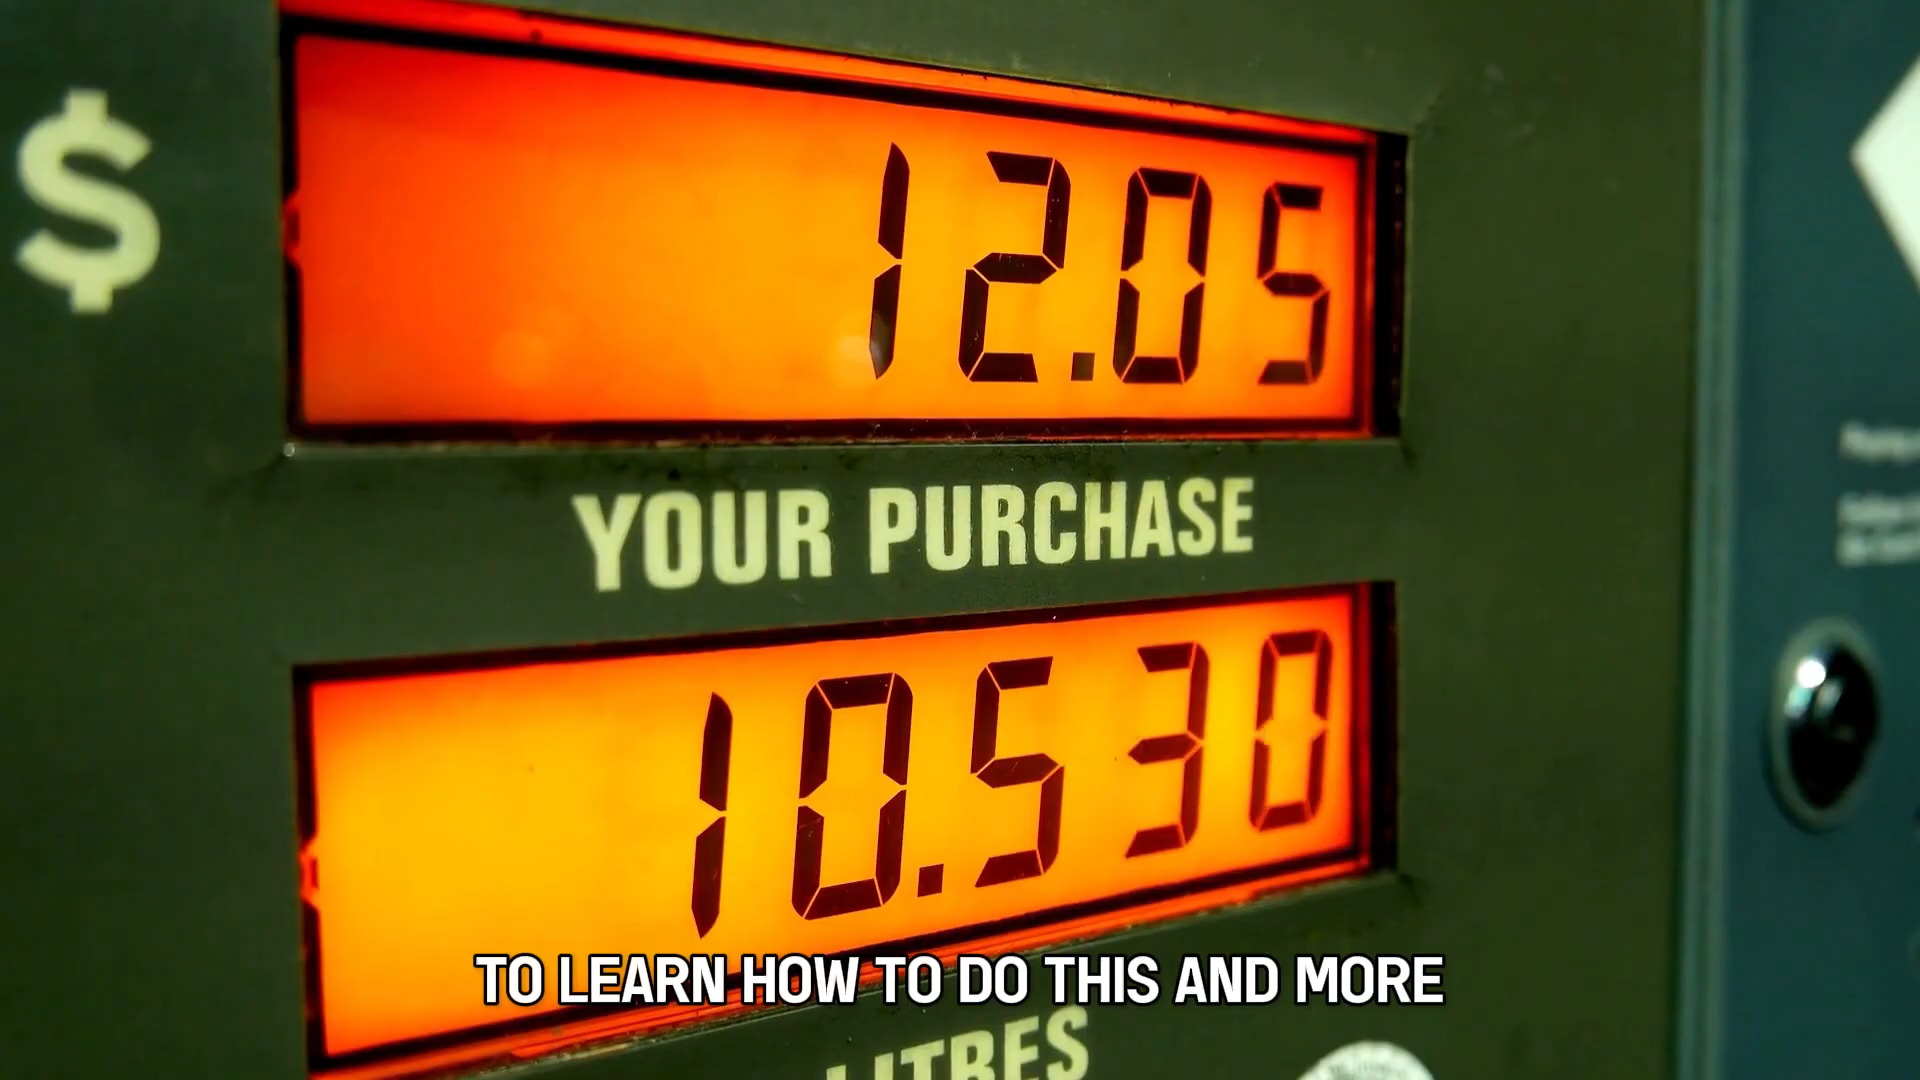 $ 12.05
YOUR PURCHASE
10.530
TO LEARN HOW TO DO THIS AND MORE
LITRES